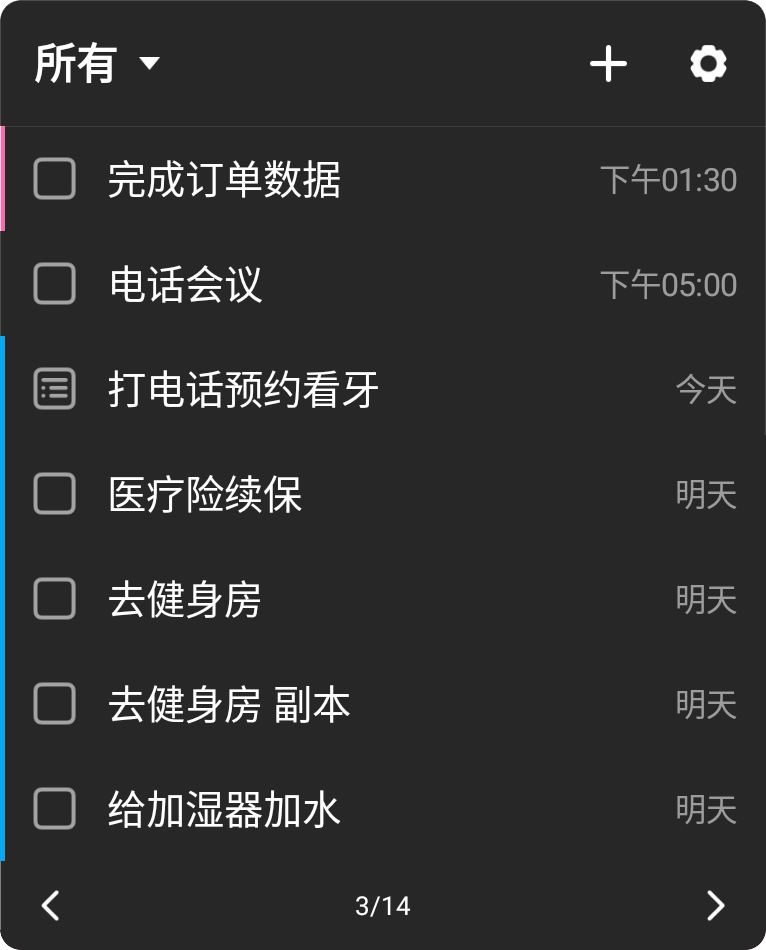 所有
完成订单数据 下午01:30
电话会议 下午05:00
打电话预约看牙 今天
医疗险续保 明天
去健身房 明天
去健身房 副本 明天
给加湿器加水 明天
3/14